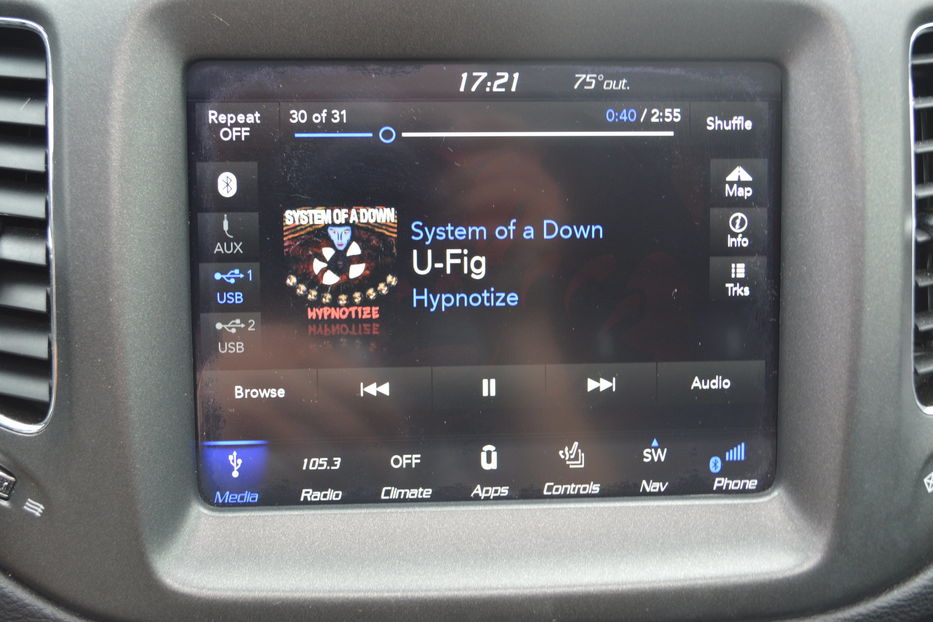 17:21 75°out.
Repeat
OFF
30 of 31
0:40 / 2:55
Shuffle
Map
AUX
Info
1
USB
Trks
2
USB
SYSTEM OF A DOWN
HYPNOTIZE
System of a Down
U-Fig
Hypnotize
Browse
Audio
Media
105.3
Radio
OFF
Climate
Apps
Controls
SW
Nav
Phone